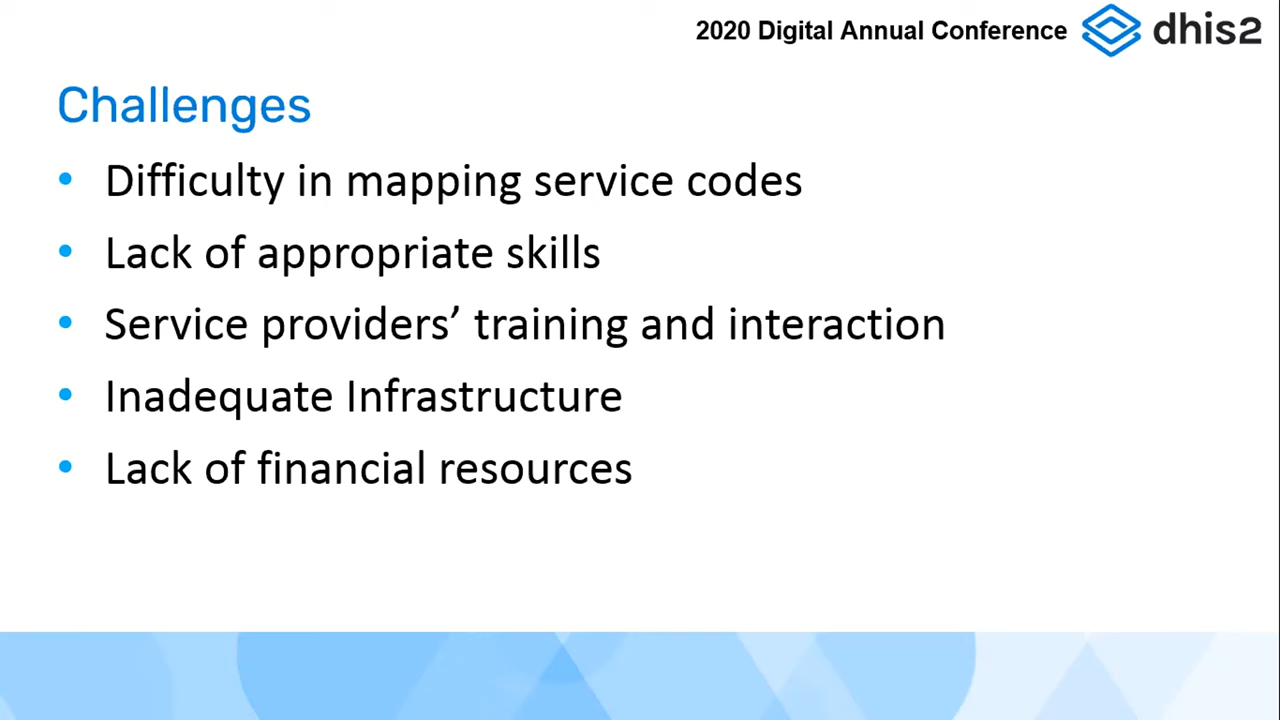 2020 Digital Annual Conference dhis2
Challenges
• Difficulty in mapping service codes
• Lack of appropriate skills
• Service providers’ training and interaction
• Inadequate Infrastructure
• Lack of financial resources